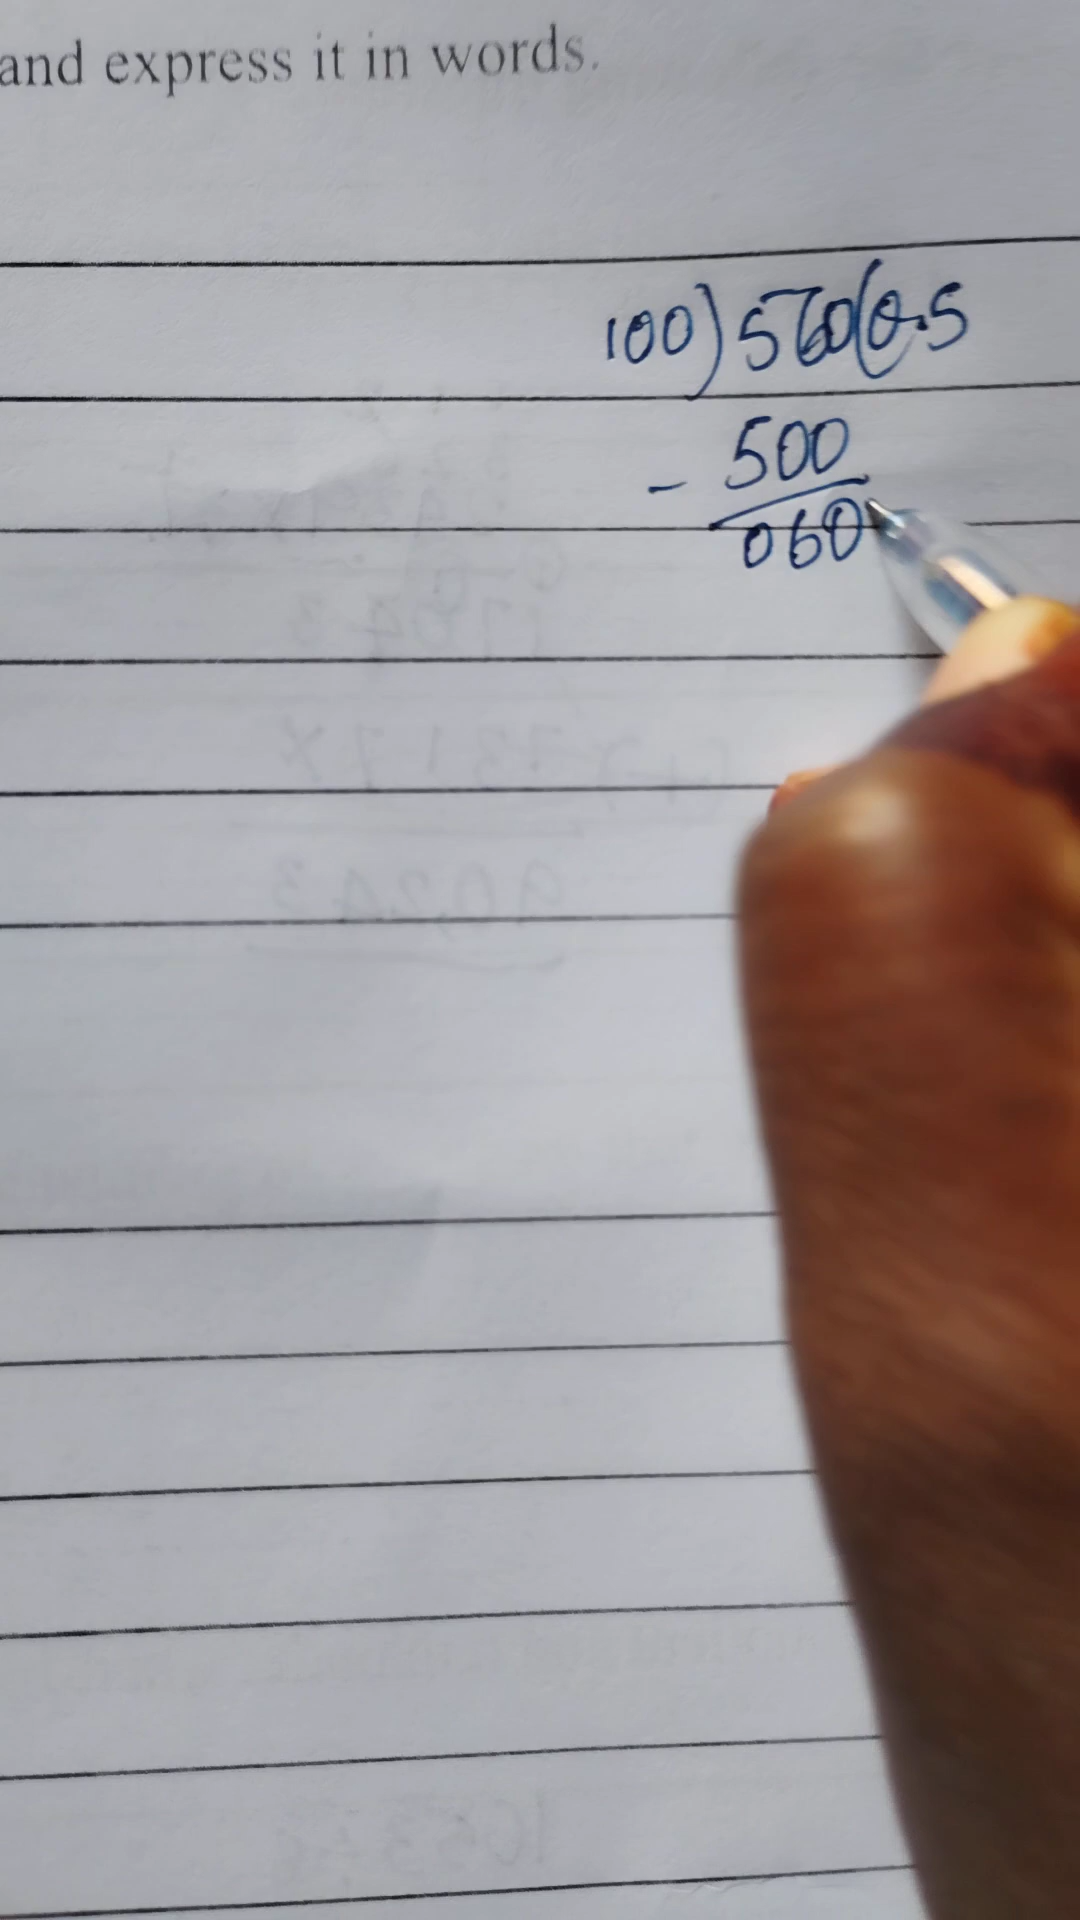 and express it in words.
100) 560 (0.5
- 500
060